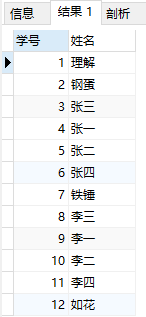 信息 结果 1 剖析
学号 姓名
1 理解
2 钢蛋
3 张三
4 张一
5 张二
6 张四
7 铁锤
8 李三
9 李一
10 李二
11 李四
12 如花